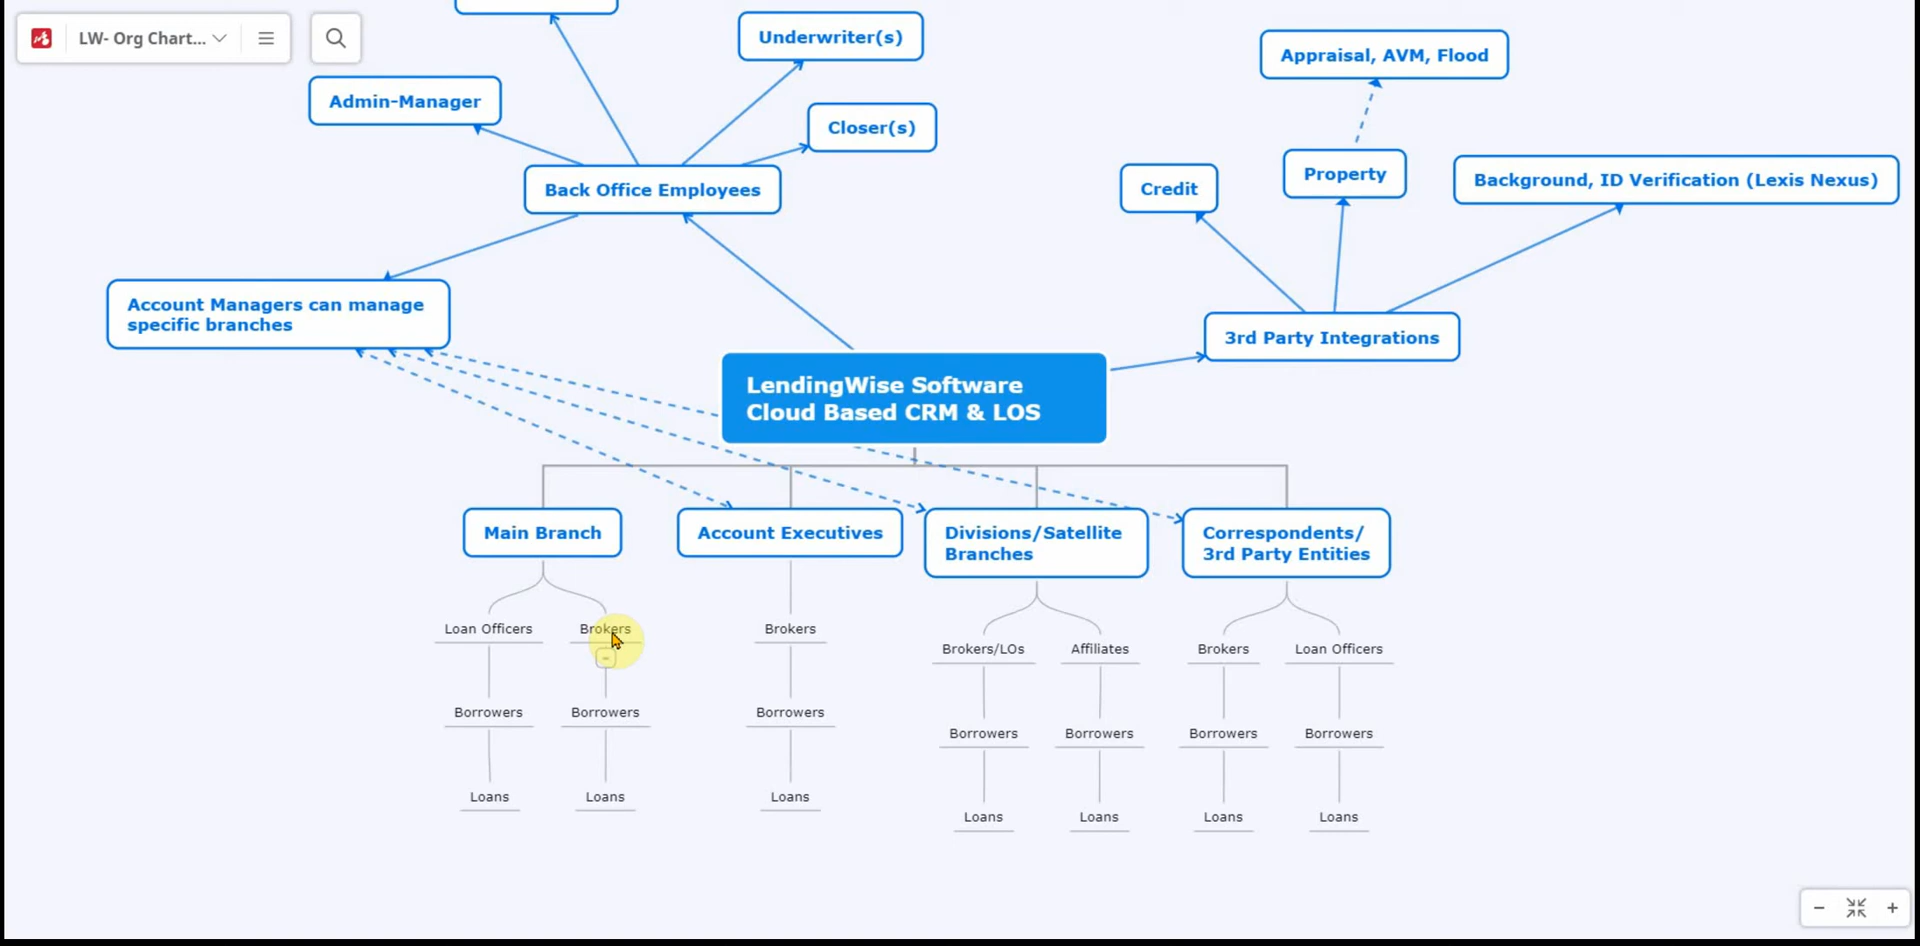 LW- Org Chart...
Underwriter(s)
Appraisal, AVM, Flood
Admin-Manager
Closer(s)
Back Office Employees
Credit
Property
Background, ID Verification (Lexis Nexus)
Account Managers can manage
specific branches
3rd Party Integrations
LendingWise Software
Cloud Based CRM & LOS
Main Branch
Account Executives
Divisions/Satellite
Branches
Correspondents/
3rd Party Entities
Loan Officers
Brokers
Brokers
Brokers/LOs
Affiliates
Brokers
Loan Officers
Borrowers
Borrowers
Borrowers
Borrowers
Borrowers
Borrowers
Borrowers
Loans
Loans
Loans
Loans
Loans
Loans
Loans